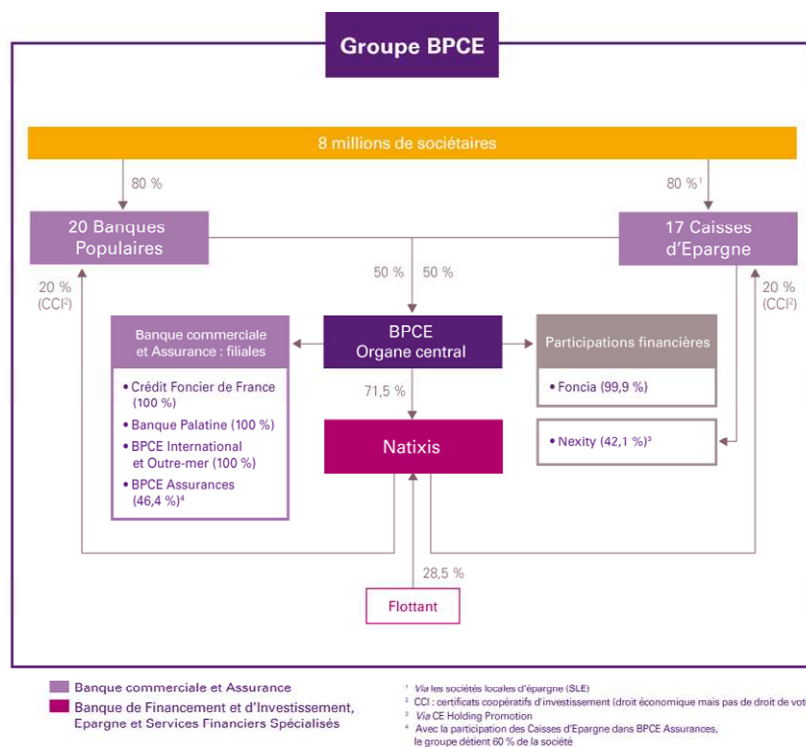 Groupe BPCE
8 millions de sociétaires
80 %
80 %¹
20 Banques
Populaires
17 Caisses
d'Epargne
20 %
(CCI²)
50 %
50 %
20 %
(CCI²)
Banque commerciale
et Assurance : filiales
• Crédit Foncier de France
(100 %)
• Banque Palatine (100 %)
• BPCE International
et Outre-mer (100 %)
• BPCE Assurances
(46,4 %)⁴
BPCE
Organe central
Participations financières
• Foncia (99,9 %)
• Nexity (42,1 %)³
71,5 %
Natixis
28,5 %
Flottant
Banque commerciale et Assurance
Banque de Financement et d'Investissement,
Epargne et Services Financiers Spécialisés
¹ Via les sociétés locales d'épargne (SLE)
² CCI : certificats coopératifs d'investissement (droit économique mais pas de droit de vot
³ Via CE Holding Promotion
⁴ Avec la participation des Caisses d'Epargne dans BPCE Assurances,
le groupe détient 60 % de la société